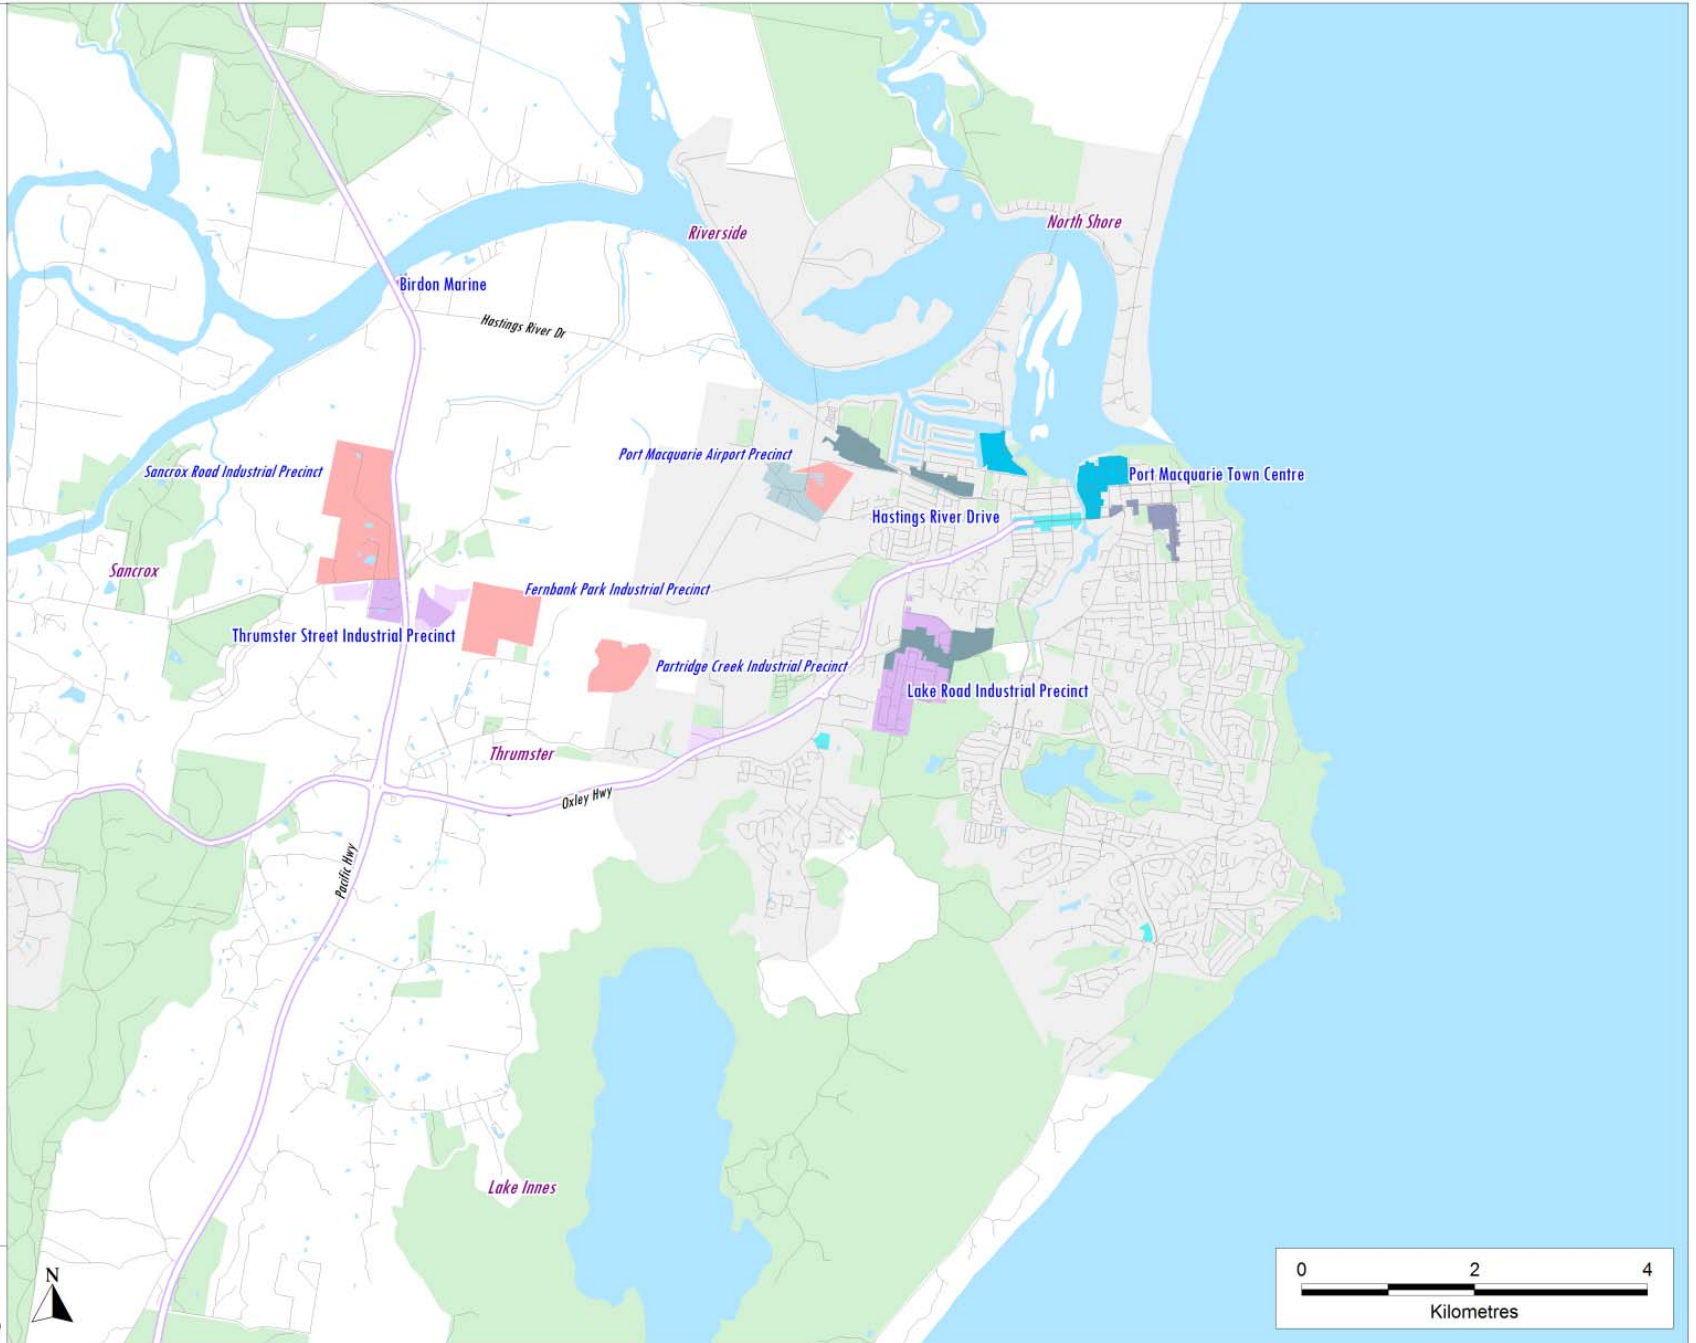 North Shore
Riverside
Birdon Marine
Hastings River Dr
Port Macquarie Airport Precinct
Sancrox Road Industrial Precinct
Port Macquarie Town Centre
Hastings River Drive
Sancrox
Fernbank Park Industrial Precinct
Thrumster Street Industrial Precinct
Partridge Creek Industrial Precinct
Lake Road Industrial Precinct
Thrumster
Oxley Hwy
Pacific Hwy
Lake Innes
N
0 2 4
Kilometres